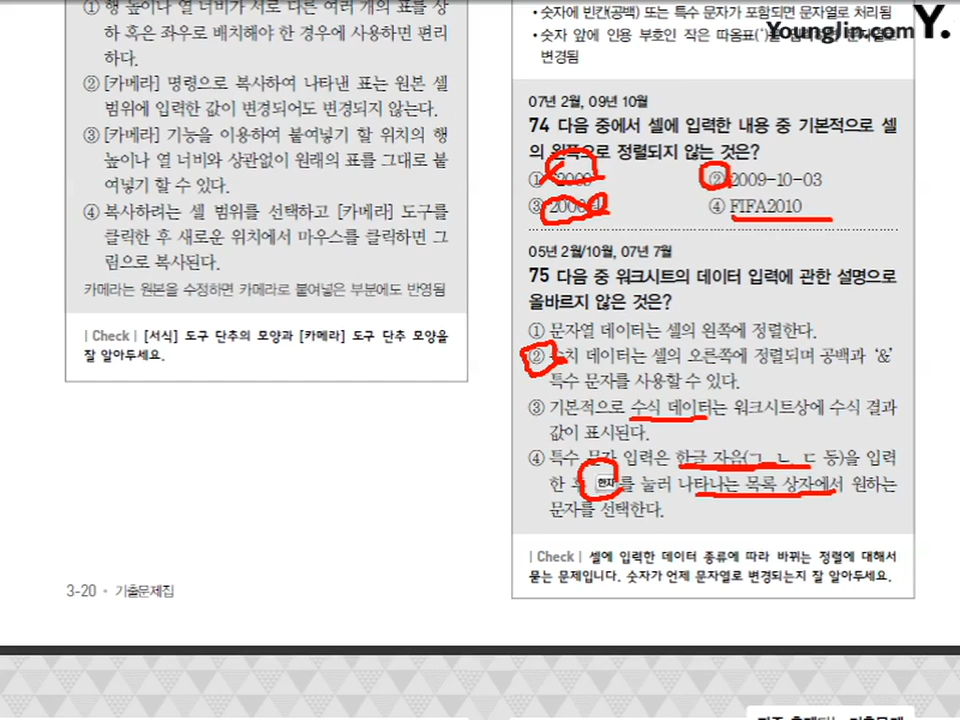 ① 행 높이나 열 너비가 서로 다른 여러 개의 표를 상
하 혹은 좌우로 배치해야 한 경우에 사용하면 편리
하다.
② [카메라] 명령으로 복사하여 나타낸 표는 원본 셀
범위에 입력한 값이 변경되어도 변경되지 않는다.
③ [카메라] 기능을 이용하여 붙여넣기 할 위치의 행
높이나 열 너비와 상관없이 원래의 표를 그대로 붙
여넣기 할 수 있다.
④ 복사하려는 셀 범위를 선택하고 [카메라] 도구를
클릭한 후 새로운 위치에서 마우스를 클릭하면 그
림으로 복사된다.
카메라는 원본을 수정하면 카메라로 붙여넣은 부분에도 반영됨
| Check | [서식] 도구 단추의 모양과 [카메라] 도구 단추 모양을
잘 알아두세요.
3-20 • 기출문제집
• 숫자에 빈칸(공백) 또는 특수 문자가 포함되면 문자열로 처리됨
• 숫자 앞에 인용 부호인 작은 따옴표(')를
변경됨
YoungJin.com Y.
07년 2월, 09년 10월
74 다음 중에서 셀에 입력한 내용 중 기본적으로 셀
의 왼쪽으로 정렬되지 않는 것은?
① 2009
② 2009-10-03
③
④ FIFA2010
05년 2월/10월, 07년 7월
75 다음 중 워크시트의 데이터 입력에 관한 설명으로
올바르지 않은 것은?
① 문자열 데이터는 셀의 왼쪽에 정렬한다.
② 수치 데이터는 셀의 오른쪽에 정렬되며 공백과 '&'
특수 문자를 사용할 수 있다.
③ 기본적으로 수식 데이터는 워크시트상에 수식 결과
값이 표시된다.
④ 특수 문자 입력은 한글 자음(ㄱ, ㄴ, ㄷ 등)을 입력
한 후 한자를 눌러 나타나는 목록 상자에서 원하는
문자를 선택한다.
| Check | 셀에 입력한 데이터 종류에 따라 바뀌는 정렬에 대해서
묻는 문제입니다. 숫자가 언제 문자열로 변경되는지 잘 알아두세요.